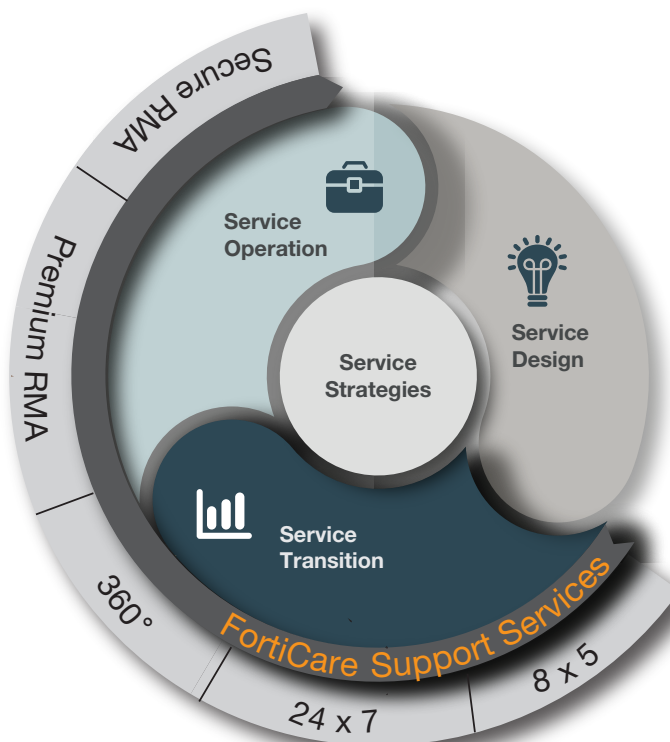 Secure RMA
Premium RMA
360°
24 x 7
8 x 5
FortiCare Support Services
Service
Operation
Service
Design
Service
Strategies
Service
Transition